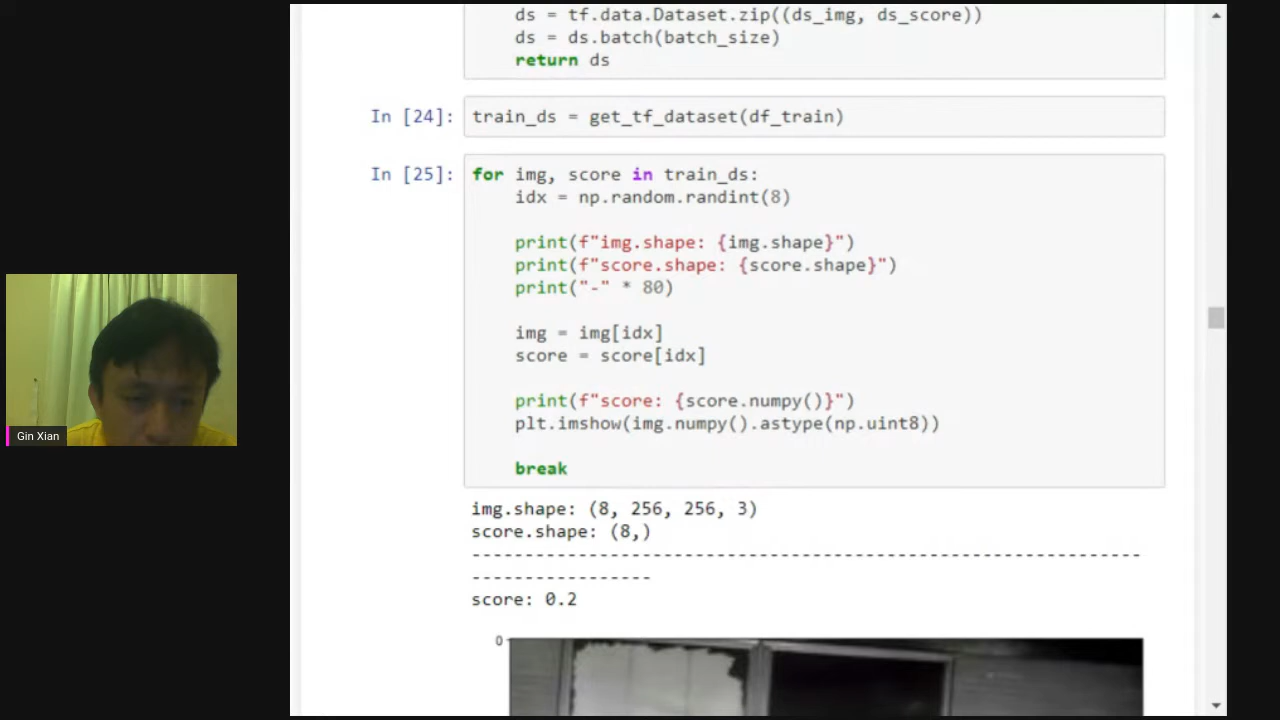 ds = tf.data.Dataset.zip((ds_img, ds_score))
ds = ds.batch(batch_size)
return ds
In [24]: train_ds = get_tf_dataset(df_train)
In [25]: for img, score in train_ds:
idx = np.random.randint(8)
print(f"img.shape: {img.shape}")
print(f"score.shape: {score.shape}")
print("-" * 80)
img = img[idx]
score = score[idx]
print(f"score: {score.numpy()}")
plt.imshow(img.numpy().astype(np.uint8))
break
img.shape: (8, 256, 256, 3)
score.shape: (8,)
---------------------------------------------------------------
-----------------
score: 0.2
0
Gin Xian